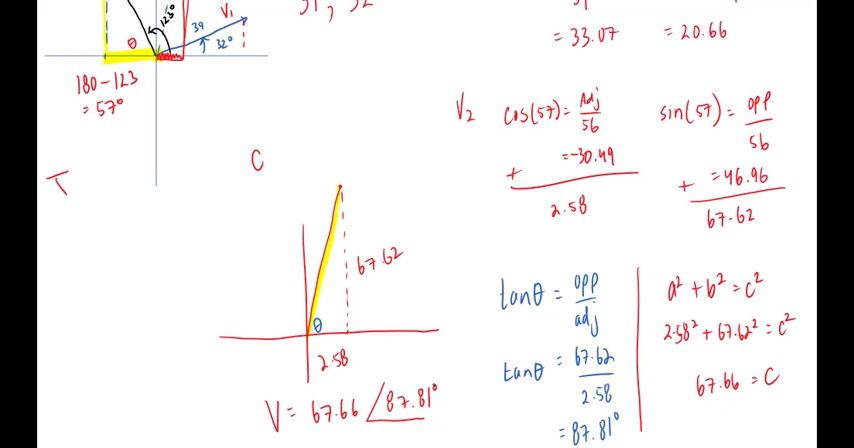 123°
V₁
39
32°
θ
180-123
= 57°
= 33.07
= 20.66
V₂
cos(57) = Adj/56
= -30.49
+
2.58
sin(57) = opp/56
= 46.96
+
67.62
T
C
67.62
θ
2.58
V = 67.66 ∠87.81°
tanθ = opp/adj
tanθ = 67.62/2.58
= 87.81°
a² + b² = c²
2.58² + 67.62² = c²
67.66 = C